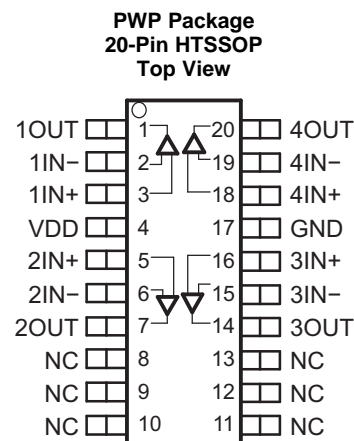 PWP Package
20-Pin HTSSOP
Top View
1OUT 1 20 4OUT
1IN− 2 19 4IN−
1IN+ 3 18 4IN+
VDD 4 17 GND
2IN+ 5 16 3IN+
2IN− 6 15 3IN−
2OUT 7 14 3OUT
NC 8 13 NC
NC 9 12 NC
NC 10 11 NC